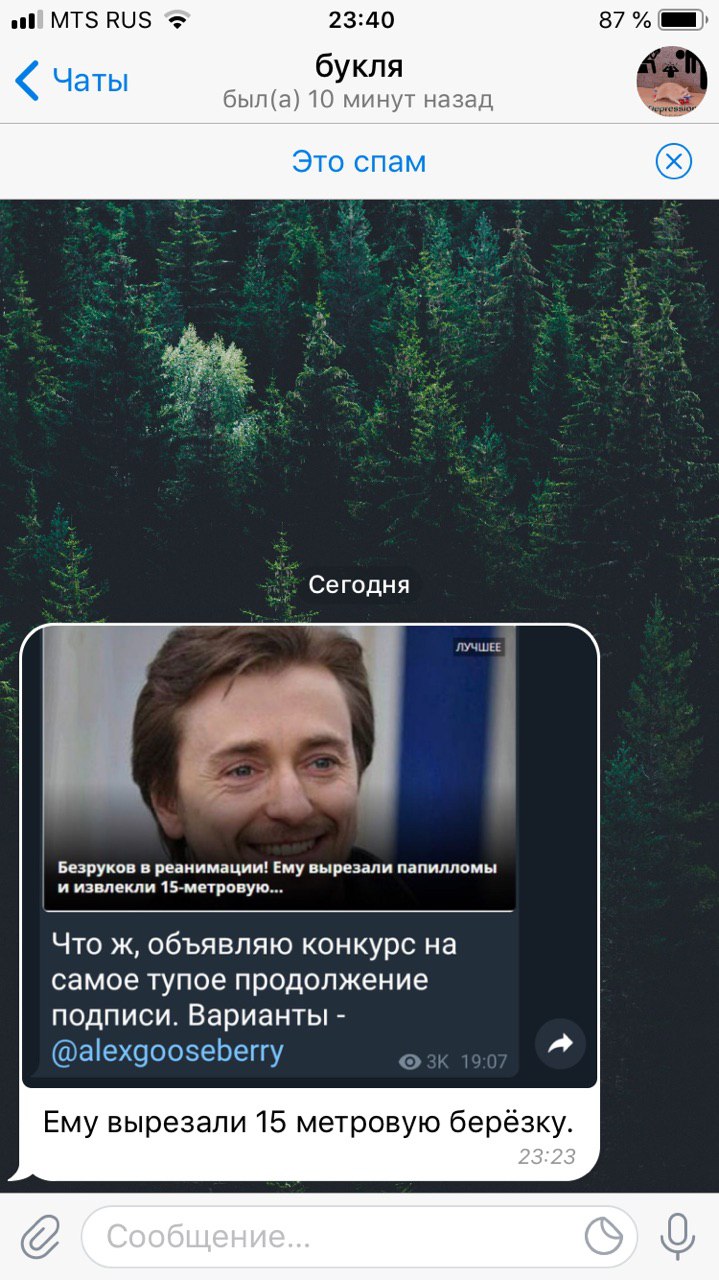 MTS RUS
23:40
87 %
Чаты
букля
был(а) 10 минут назад
Depression
Это спам
Сегодня
ЛУЧШЕЕ
Безруков в реанимации! Ему вырезали папилломы
и извлекли 15-метровую...
Что ж, объявляю конкурс на
самое тупое продолжение
подписи. Варианты -
@alexgooseberry
3K 19:07
Ему вырезали 15 метровую берёзку.
23:23
Сообщение...